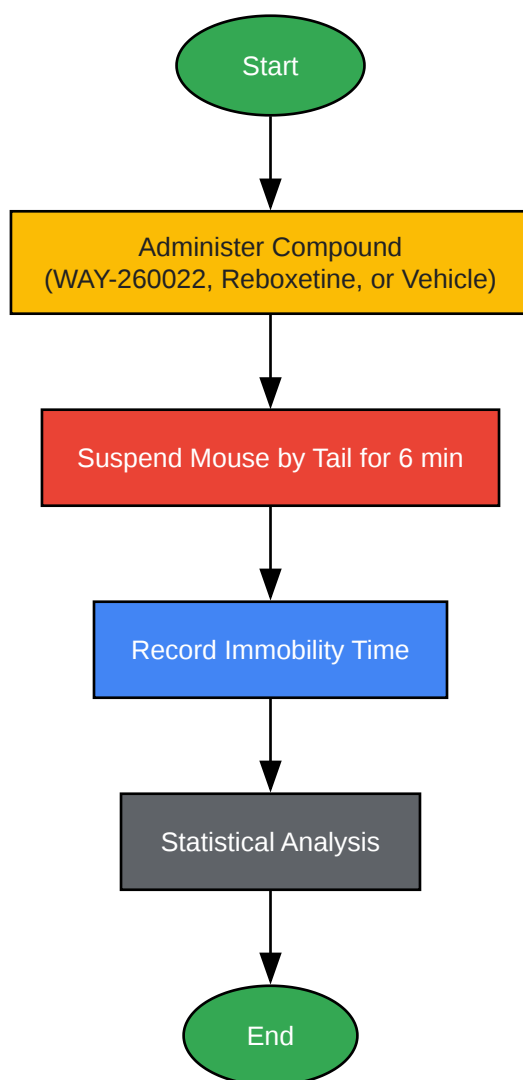 Start
Administer Compound
(WAY-260022, Reboxetine, or Vehicle)
Suspend Mouse by Tail for 6 min
Record Immobility Time
Statistical Analysis
End